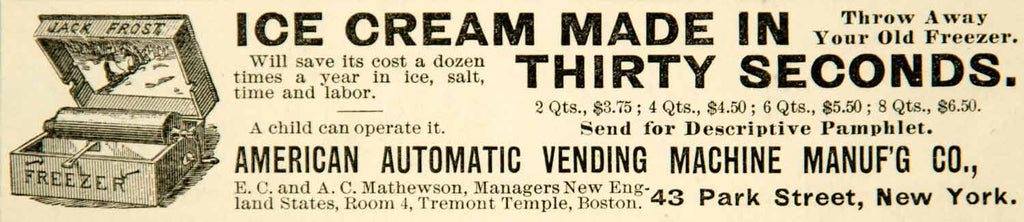 JACK FROST
FREEZER
ICE CREAM MADE IN
THIRTY SECONDS.
Throw Away
Your Old Freezer.
Will save its cost a dozen
times a year in ice, salt,
time and labor.
A child can operate it.
2 Qts., $3.75; 4 Qts., $4.50; 6 Qts., $5.50; 8 Qts., $6.50.
Send for Descriptive Pamphlet.
AMERICAN AUTOMATIC VENDING MACHINE MANUF'G CO.,
E. C. and A. C. Mathewson, Managers New Eng-
land States, Room 4, Tremont Temple, Boston.
43 Park Street, New York.